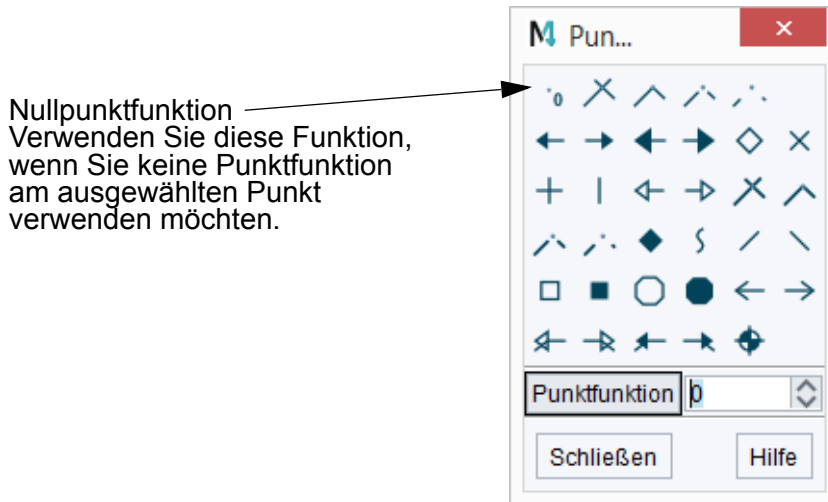 Pun...
0
Nullpunktfunktion
Verwenden Sie diese Funktion,
wenn Sie keine Punktfunktion
am ausgewählten Punkt
verwenden möchten.
Punktfunktion 0
Schließen Hilfe